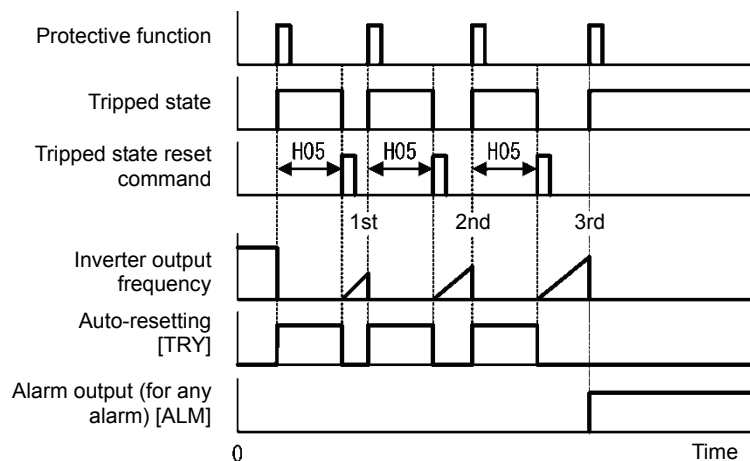 Protective function
Tripped state
Tripped state reset
command
H05 H05 H05
1st 2nd 3rd
Inverter output
frequency
Auto-resetting
[TRY]
Alarm output (for any
alarm) [ALM]
0 Time